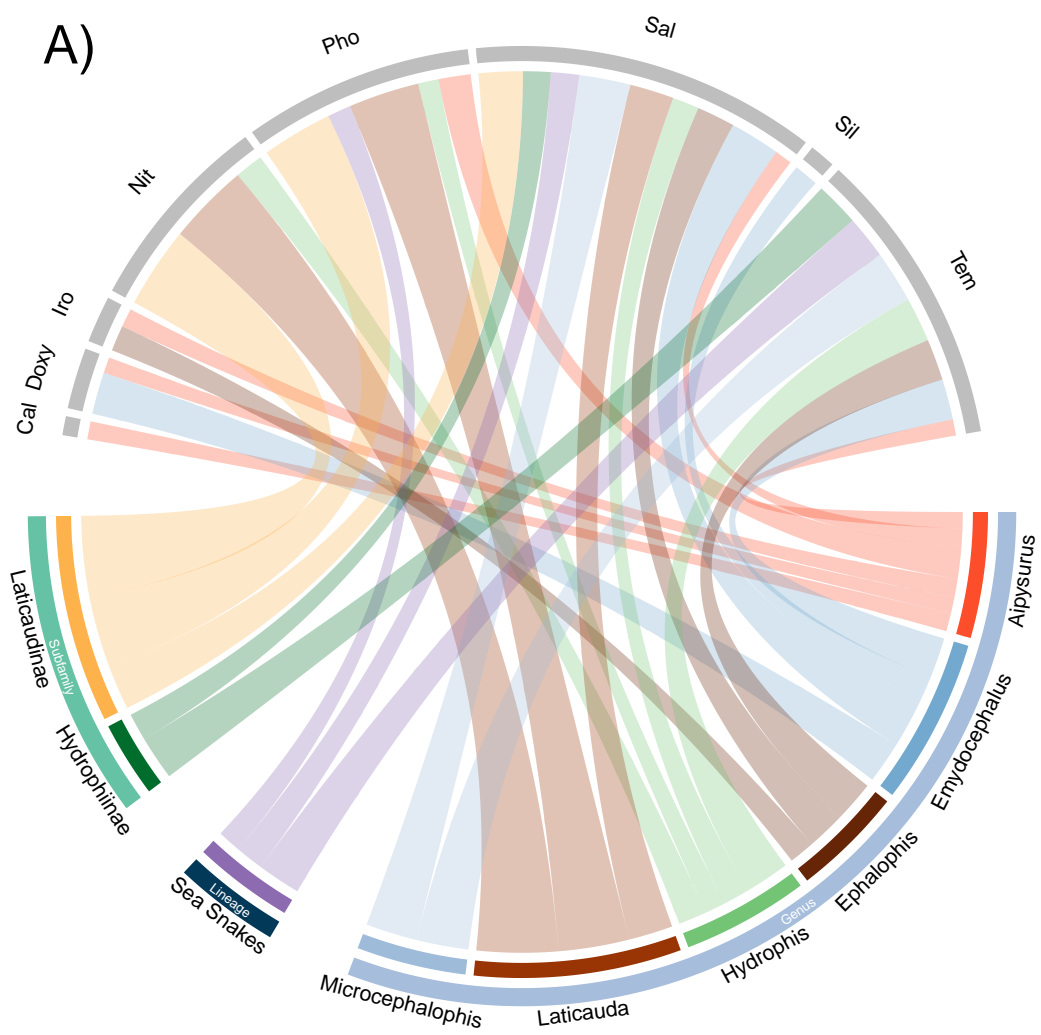 A)
Pho
Sal
Sil
Nit
Tem
Iro
Doxy
Cal
Laticaudinae
Subfamily
Hydrophiinae
Aipysurus
Emydocephalus
Ephalophis
Genus
Hydrophis
Lineage
Sea Snakes
Microcephalophis
Laticauda